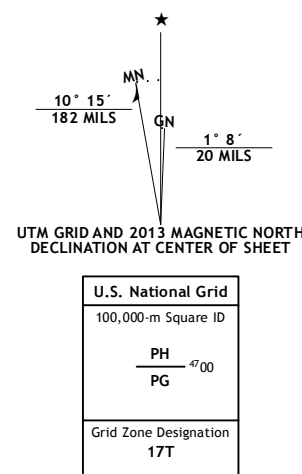 ★
MN
10° 15´
182 MILS
GN
1° 8´
20 MILS
UTM GRID AND 2013 MAGNETIC NORTH
DECLINATION AT CENTER OF SHEET
U.S. National Grid
100,000-m Square ID
PH
4700
PG
Grid Zone Designation
17T